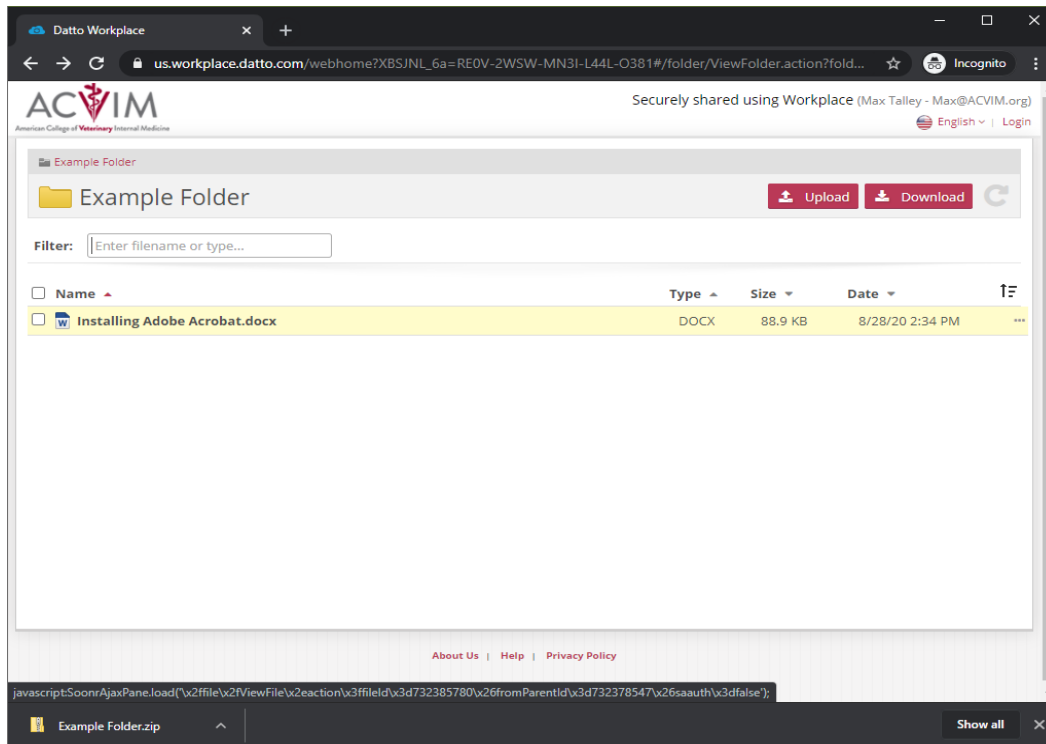 Datto Workplace
us.workplace.datto.com/webhome?XBSJNL_6a=RE0V-2WSW-MN3I-L44L-O381#/folder/ViewFolder.action?fold...
Incognito
ACVIM
American College of Veterinary Internal Medicine
Securely shared using Workplace (Max Talley - Max@ACVIM.org)
English | Login
Example Folder
Example Folder
Upload
Download
Filter: Enter filename or type...
Name Type Size Date
Installing Adobe Acrobat.docx DOCX 88.9 KB 8/28/20 2:34 PM ...
About Us | Help | Privacy Policy
javascript:SoonrAjaxPane.load('\x2ffile\x2fViewFile\x2eaction\x3ffileId\x3d732385780\x26fromParentId\x3d732378547\x26saauth\x3dfalse');
Example Folder.zip
Show all